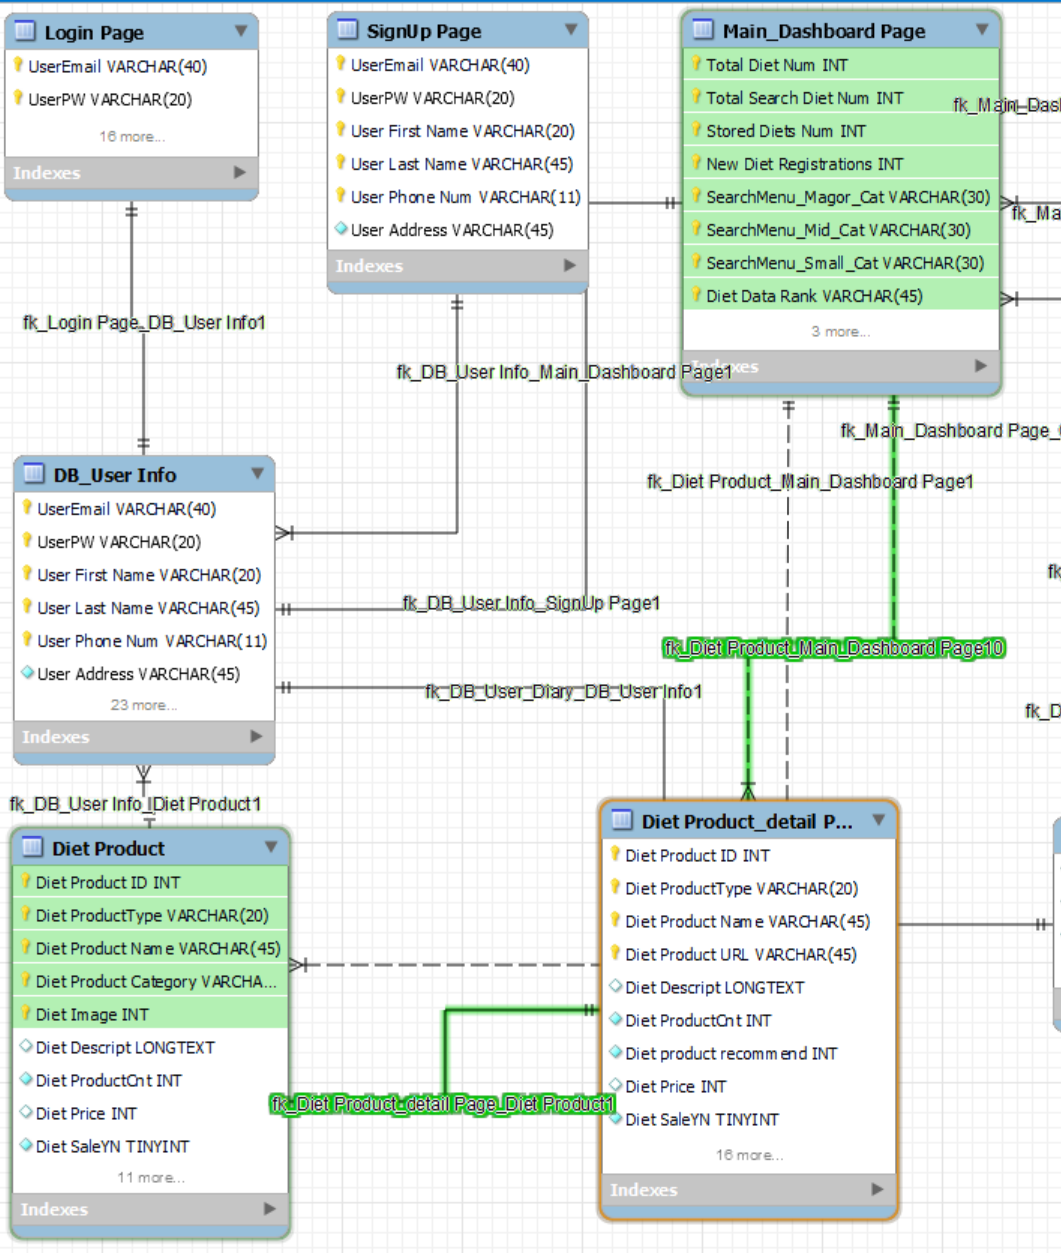 Login Page
UserEmail VARCHAR(40)
UserPW VARCHAR(20)
16 more...
Indexes
SignUp Page
UserEmail VARCHAR(40)
UserPW VARCHAR(20)
User First Name VARCHAR(20)
User Last Name VARCHAR(45)
User Phone Num VARCHAR(11)
User Address VARCHAR(45)
Indexes
Main_Dashboard Page
Total Diet Num INT
Total Search Diet Num INT
Stored Diets Num INT
New Diet Registrations INT
SearchMenu_Magor_Cat VARCHAR(30)
SearchMenu_Mid_Cat VARCHAR(30)
SearchMenu_Small_Cat VARCHAR(30)
Diet Data Rank VARCHAR(45)
3 more...
Indexes
fk_Main_Dasl
fk_Ma
fk_Login Page_DB_User Info1
fk_DB_User Info_Main_Dashboard Page1
fk_Main_Dashboard Page_
fk_Diet Product_Main_Dashboard Page1
DB_User Info
UserEmail VARCHAR(40)
UserPW VARCHAR(20)
User First Name VARCHAR(20)
User Last Name VARCHAR(45)
User Phone Num VARCHAR(11)
User Address VARCHAR(45)
23 more...
Indexes
fk
fk_DB_User Info_SignUp Page1
fk_Diet Product_Main_Dashboard Page10
fk_DB_User_Diary_DB_User Info1
fk_D
fk_DB_User Info_Diet Product1
Diet Product
Diet Product ID INT
Diet ProductType VARCHAR(20)
Diet Product Name VARCHAR(45)
Diet Product Category VARCHA...
Diet Image INT
Diet Descript LONGTEXT
Diet ProductCnt INT
Diet Price INT
Diet SaleYN TINYINT
11 more...
Indexes
fk_Diet Product_detail Page_Diet Product1
Diet Product_detail P...
Diet Product ID INT
Diet ProductType VARCHAR(20)
Diet Product Name VARCHAR(45)
Diet Product URL VARCHAR(45)
Diet Descript LONGTEXT
Diet ProductCnt INT
Diet product recommend INT
Diet Price INT
Diet SaleYN TINYINT
16 more...
Indexes